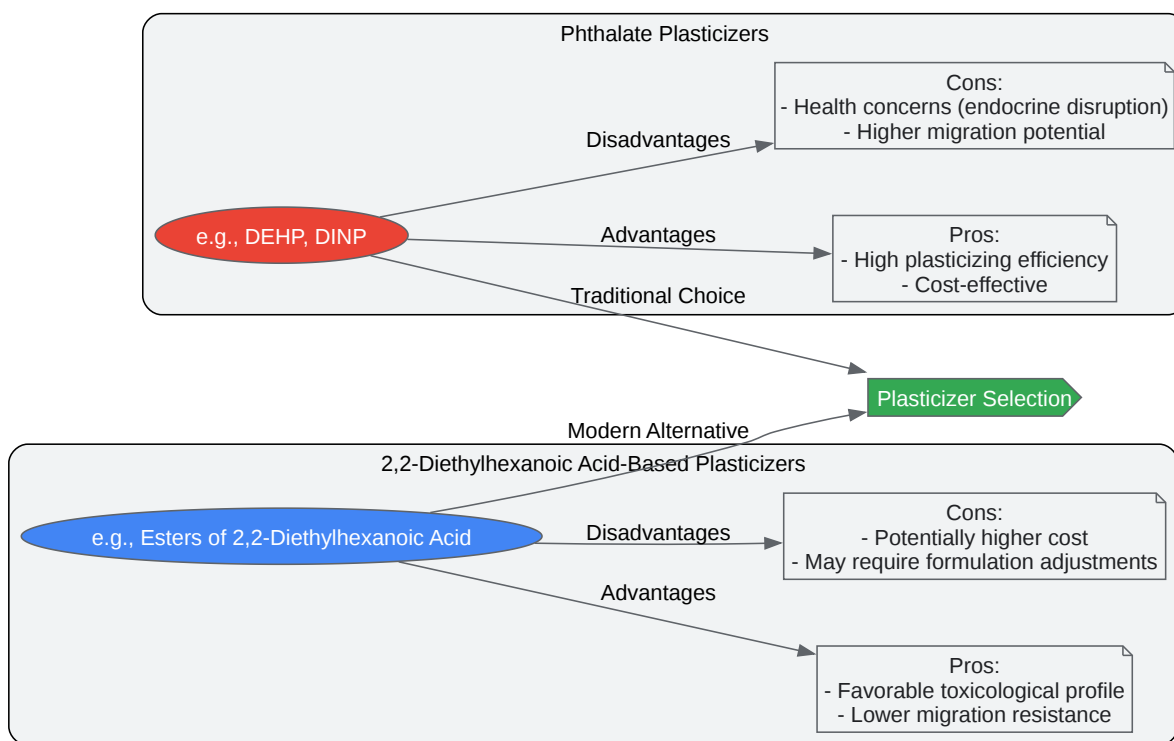 Phthalate Plasticizers
Cons:
- Health concerns (endocrine disruption)
- Higher migration potential
Disadvantages
e.g., DEHP, DINP
Advantages
Pros:
- High plasticizing efficiency
- Cost-effective
Traditional Choice
Plasticizer Selection
Modern Alternative
2,2-Diethylhexanoic Acid-Based Plasticizers
e.g., Esters of 2,2-Diethylhexanoic Acid
Disadvantages
Cons:
- Potentially higher cost
- May require formulation adjustments
Advantages
Pros:
- Favorable toxicological profile
- Lower migration resistance